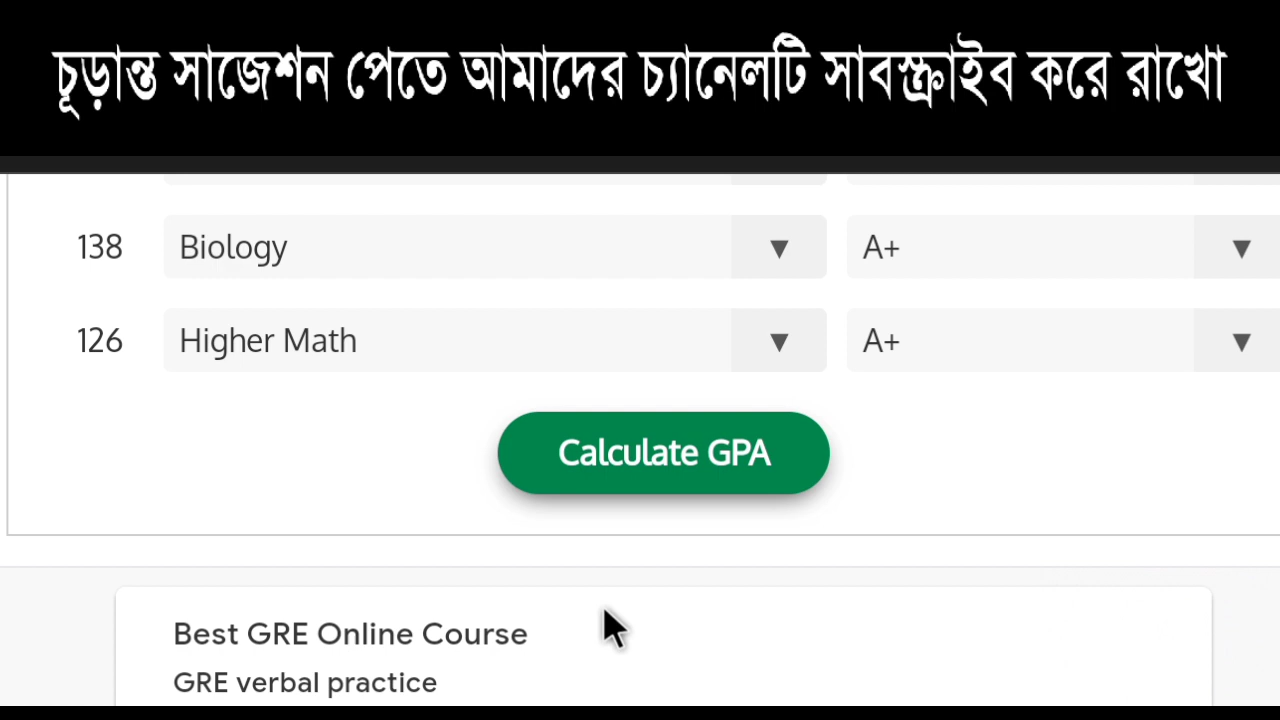 চূড়ান্ত সাজেশন পেতে আমাদের চ্যানেলটি সাবস্ক্রাইব করে রাখো
138 Biology ▼ A+ ▼
126 Higher Math ▼ A+ ▼
Calculate GPA
Best GRE Online Course
GRE verbal practice